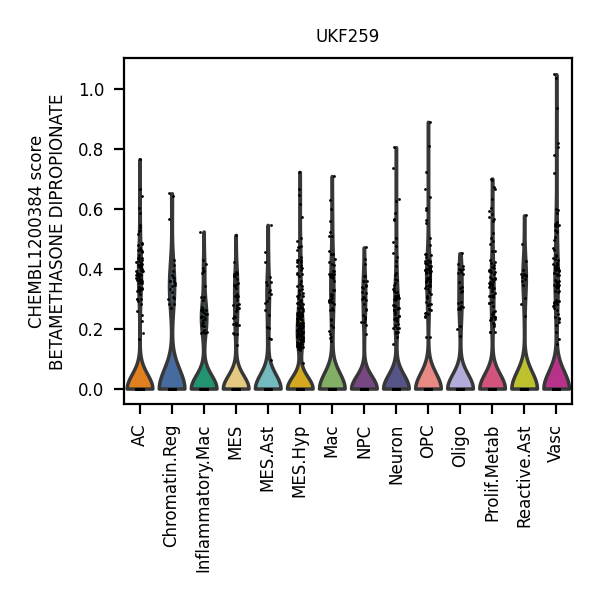 UKF259
CHEMBL1200384 score
BETAMETHASONE DIPROPIONATE
1.0
0.8
0.6
0.4
0.2
0.0
AC
Chromatin.Reg
Inflammatory.Mac
MES
MES.Ast
MES.Hyp
Mac
NPC
Neuron
OPC
Oligo
Prolif.Metab
Reactive.Ast
Vasc